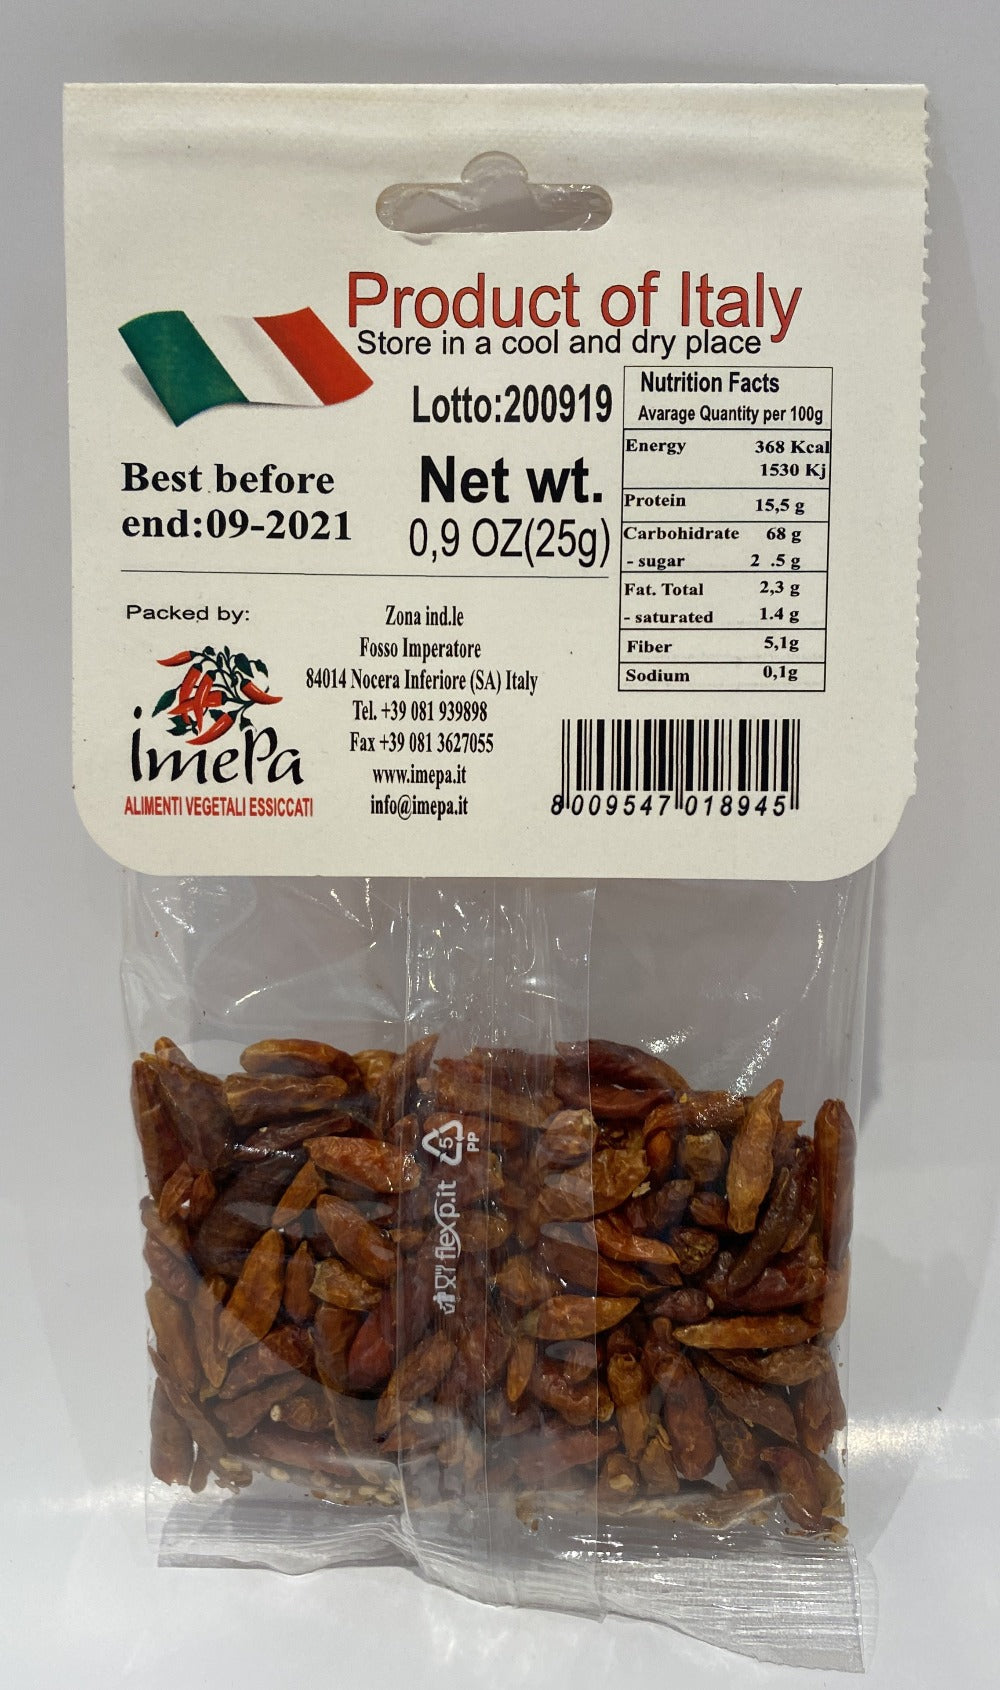 Product of Italy
Store in a cool and dry place
Lotto:200919
Best before
end:09-2021
Net wt.
0,9 OZ(25g)
Nutrition Facts
Avarage Quantity per 100g
Energy 368 Kcal
1530 Kj
Protein 15,5 g
Carbohidrate 68 g
- sugar 2 .5 g
Fat. Total 2,3 g
- saturated 1.4 g
Fiber 5,1g
Sodium 0,1g
Packed by:
imePa
ALIMENTI VEGETALI ESSICCATI
Zona ind.le
Fosso Imperatore
84014 Nocera Inferiore (SA) Italy
Tel. +39 081 939898
Fax +39 081 3627055
www.imepa.it
info@imepa.it
8 009547 018945
5
PP
flexp.it